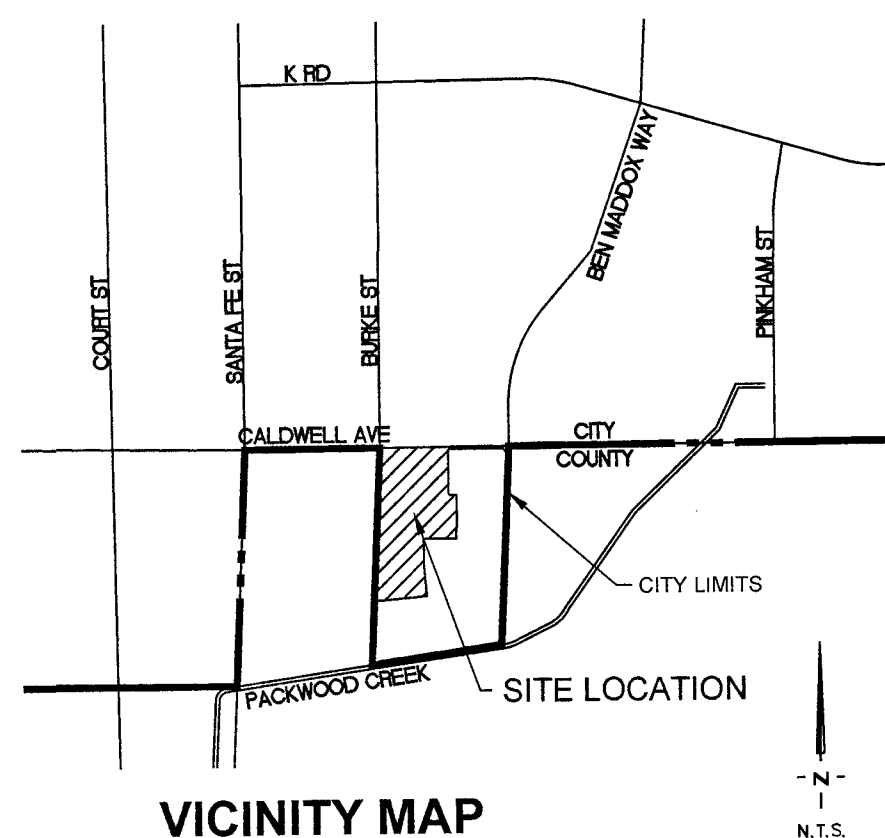 K RD
BEN MADDOX WAY
COURT ST
SANTA FE ST
BURKE ST
PINKHAM ST
CALDWELL AVE
CITY
COUNTY
CITY LIMITS
PACKWOOD CREEK
SITE LOCATION
VICINITY MAP
N
N.T.S.